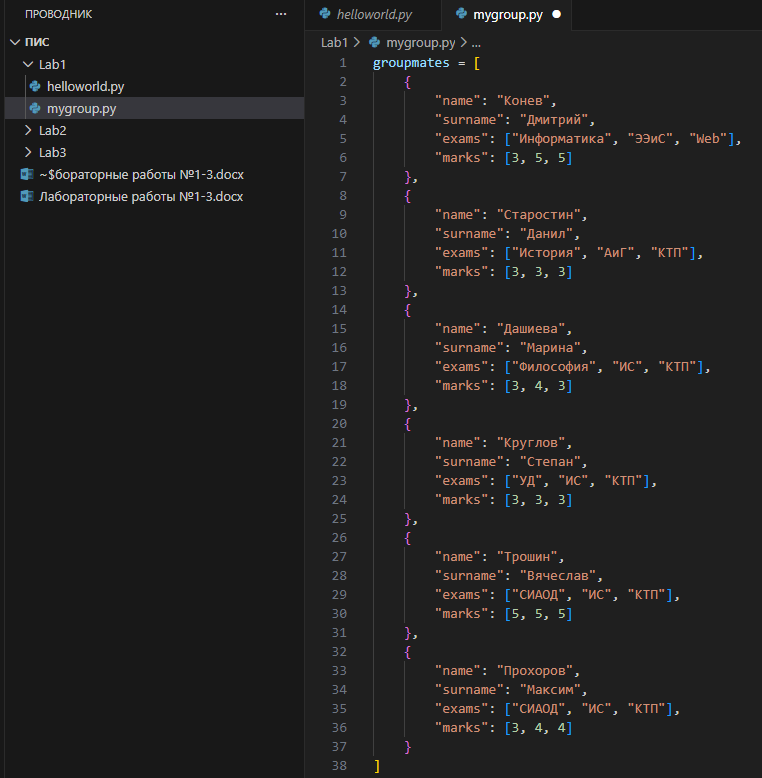 ПРОВОДНИК ...
ПИС
Lab1
helloworld.py
mygroup.py
Lab2
Lab3
~$бораторные работы №1-3.docx
Лабораторные работы №1-3.docx
helloworld.py mygroup.py
Lab1 > mygroup.py > ...
1 groupmates = [
2 {
3 "name": "Конев",
4 "surname": "Дмитрий",
5 "exams": ["Информатика", "ЭЭиС", "Web"],
6 "marks": [3, 5, 5]
7 },
8 {
9 "name": "Старостин",
10 "surname": "Данил",
11 "exams": ["История", "АиГ", "КТП"],
12 "marks": [3, 3, 3]
13 },
14 {
15 "name": "Дашиева",
16 "surname": "Марина",
17 "exams": ["Философия", "ИС", "КТП"],
18 "marks": [3, 4, 3]
19 },
20 {
21 "name": "Круглов",
22 "surname": "Степан",
23 "exams": ["УД", "ИС", "КТП"],
24 "marks": [3, 3, 3]
25 },
26 {
27 "name": "Трошин",
28 "surname": "Вячеслав",
29 "exams": ["СИАОД", "ИС", "КТП"],
30 "marks": [5, 5, 5]
31 },
32 {
33 "name": "Прохоров",
34 "surname": "Максим",
35 "exams": ["СИАОД", "ИС", "КТП"],
36 "marks": [3, 4, 4]
37 }
38 ]